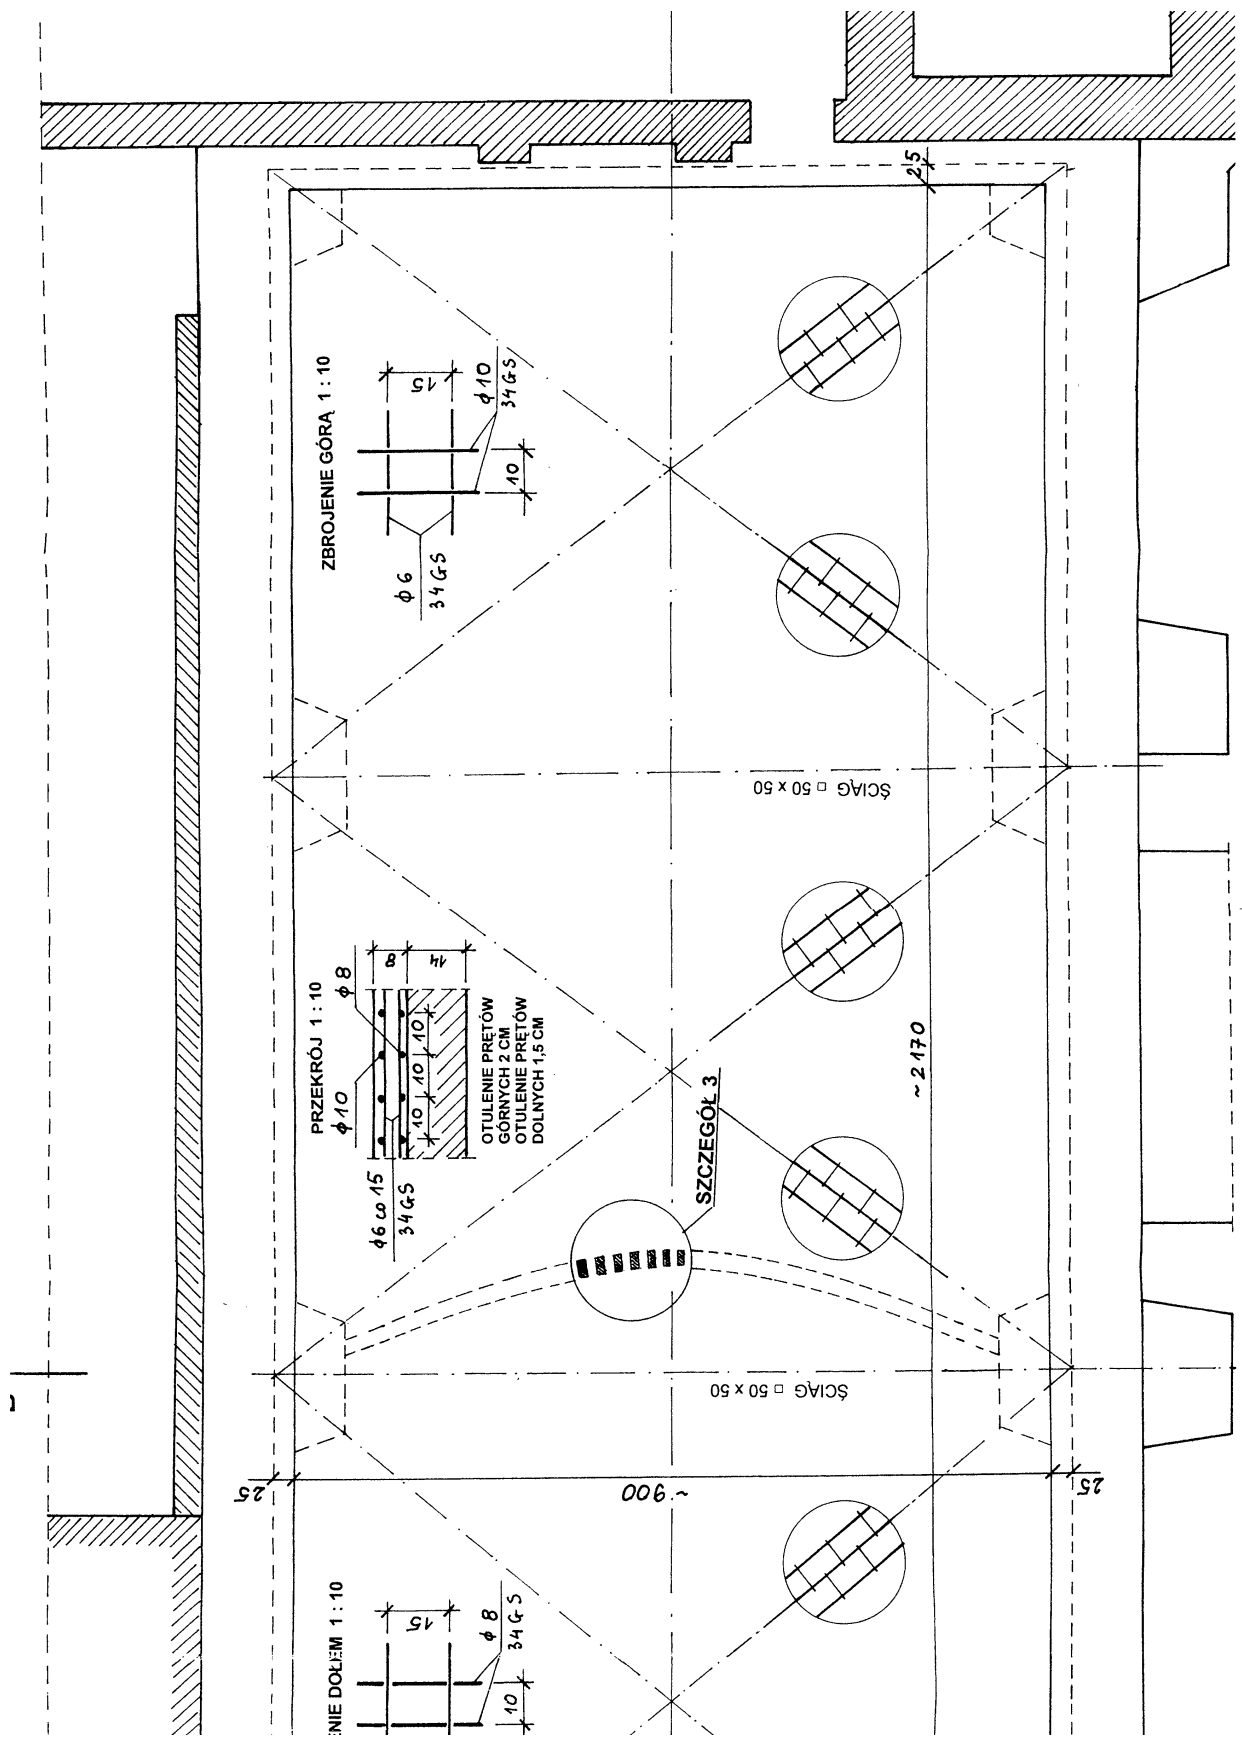 25
ZBROJENIE GÓRĄ 1 : 10
15
ϕ10
34GS
10
ϕ6
34GS
ŚCIĄG □ 50 x 50
PRZEKRÓJ 1 : 10
ϕ10
ϕ8
8
14
10
10
10
ϕ6 co 15
34GS
OTULENIE PRĘTÓW
GÓRNYCH 2 CM
OTULENIE PRĘTÓW
DOLNYCH 1,5 CM
~2170
SZCZEGÓŁ 3
ŚCIĄG □ 50 x 50
25
~900
25
NIE DOŁEM 1 : 10
15
ϕ8
34GS
10